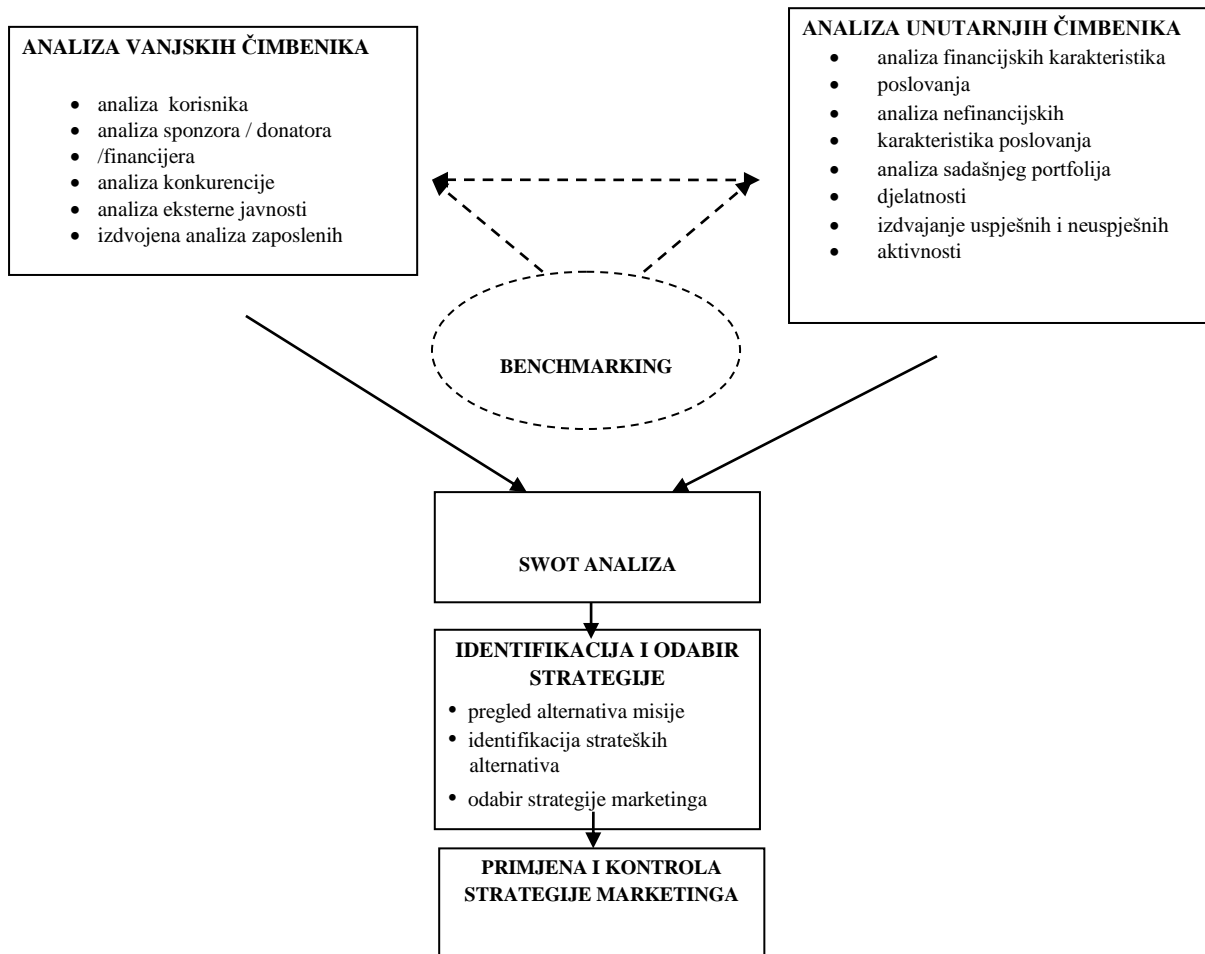 ANALIZA VANJSKIH ČIMBENIKA
• analiza  korisnika
• analiza sponzora / donatora
• /financijera
• analiza konkurencije
• analiza eksterne javnosti
• izdvojena analiza zaposlenih
ANALIZA UNUTARNJIH ČIMBENIKA
• analiza financijskih karakteristika
• poslovanja
• analiza nefinancijskih
• karakteristika poslovanja
• analiza sadašnjeg portfolija
• djelatnosti
• izdvajanje uspješnih i neuspješnih
• aktivnosti
BENCHMARKING
SWOT ANALIZA
IDENTIFIKACIJA I ODABIR
STRATEGIJE
• pregled alternativa misije
• identifikacija strateških
alternativa
• odabir strategije marketinga
PRIMJENA I KONTROLA
STRATEGIJE MARKETINGA